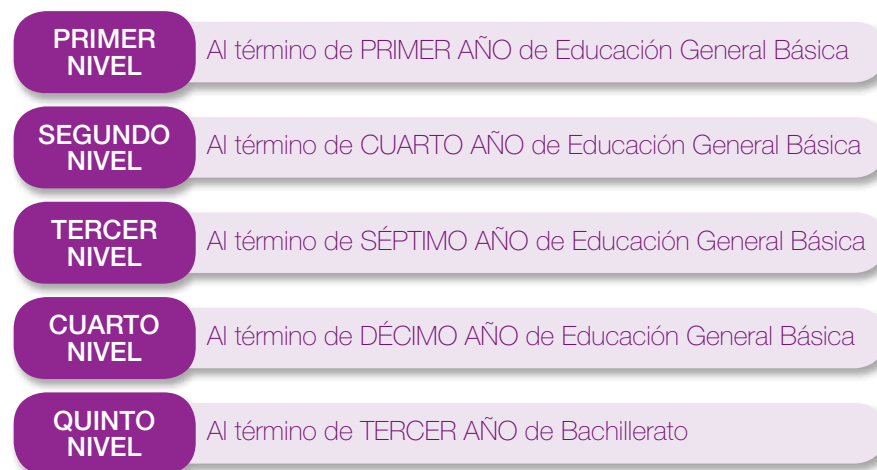 PRIMER
NIVEL
Al término de PRIMER AÑO de Educación General Básica
SEGUNDO
NIVEL
Al término de CUARTO AÑO de Educación General Básica
TERCER
NIVEL
Al término de SÉPTIMO AÑO de Educación General Básica
CUARTO
NIVEL
Al término de DÉCIMO AÑO de Educación General Básica
QUINTO
NIVEL
Al término de TERCER AÑO de Bachillerato